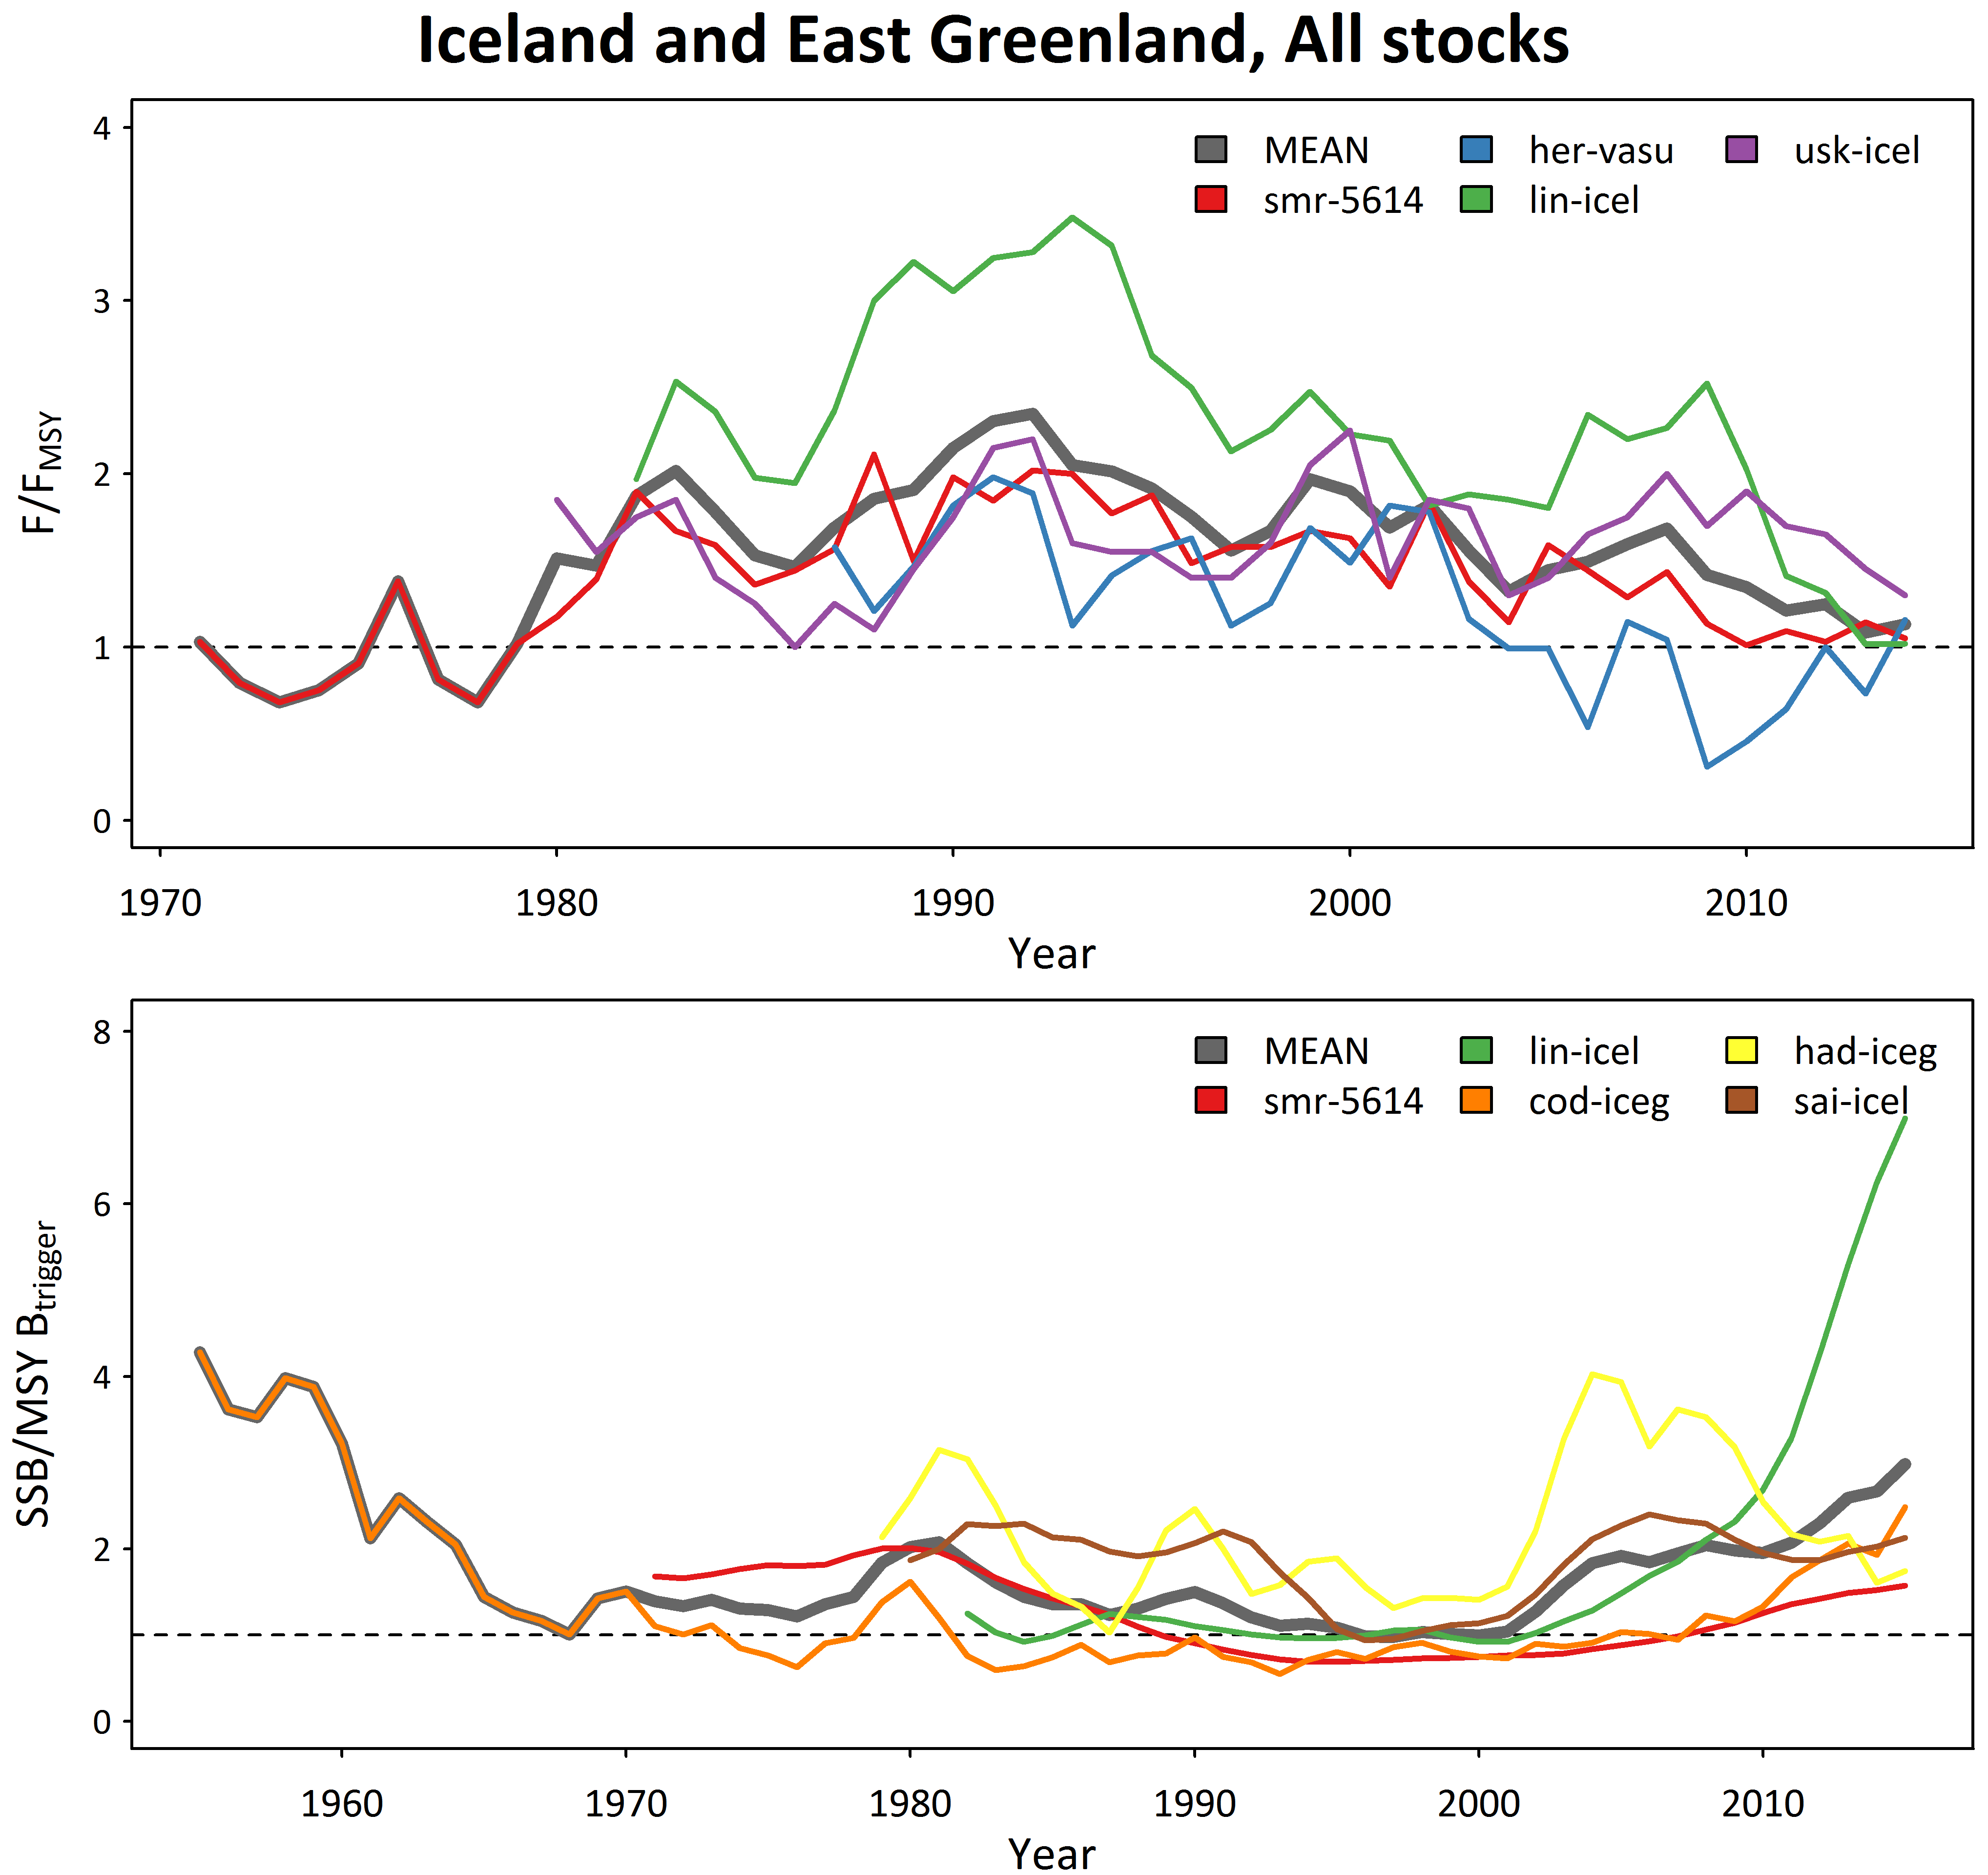 Iceland and East Greenland, All stocks
4
3
2
1
0
F/FMSY
MEAN her-vasu usk-icel
smr-5614 lin-icel
1970 1980 1990 2000 2010
Year
8
6
4
2
0
SSB/MSY Btrigger
MEAN lin-icel had-iceg
smr-5614 cod-iceg sai-icel
1960 1970 1980 1990 2000 2010
Year